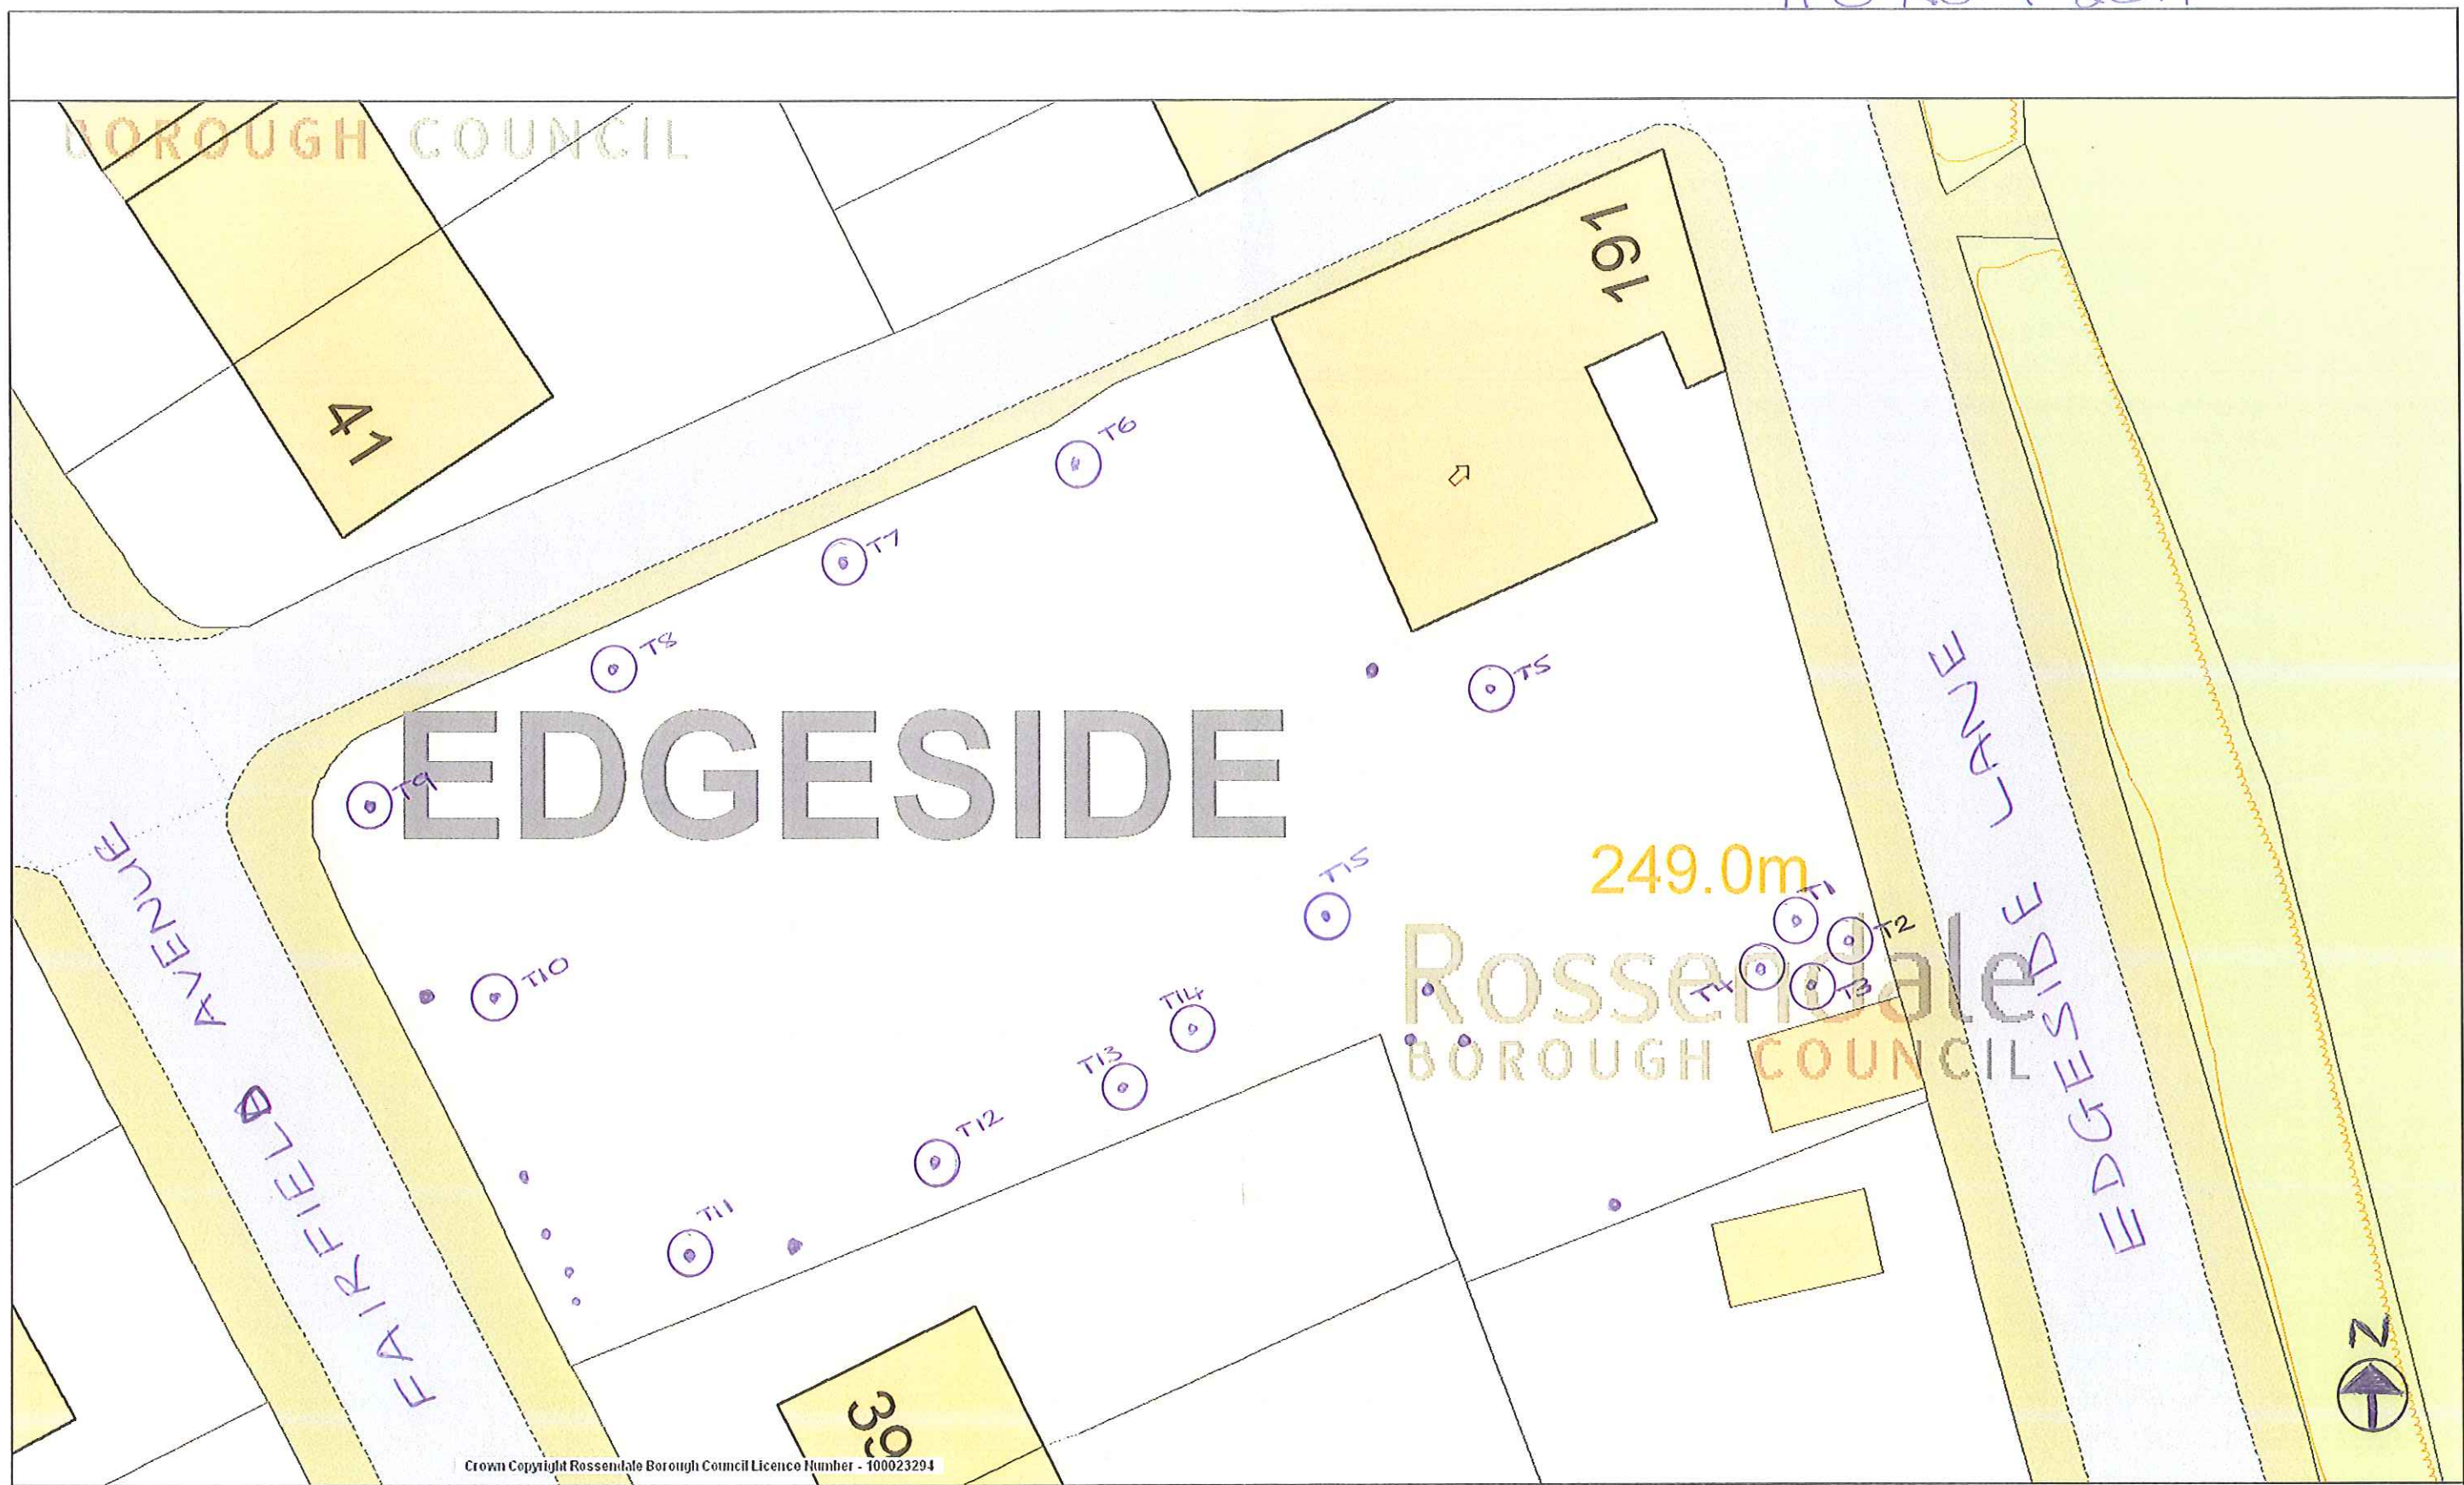 BOROUGH COUNCIL
191
41
T6
T7
T8
T5
EDGESIDE
T9
EDGESIDE LANE
FAIRFIELD AVENUE
T15
249.0m
T1
T2
T4
T3
Rossendale
BOROUGH COUNCIL
T10
T14
T13
T12
T11
EDGESIDE LANE
39
N
Crown Copyright Rossendale Borough Council Licence Number - 100023294